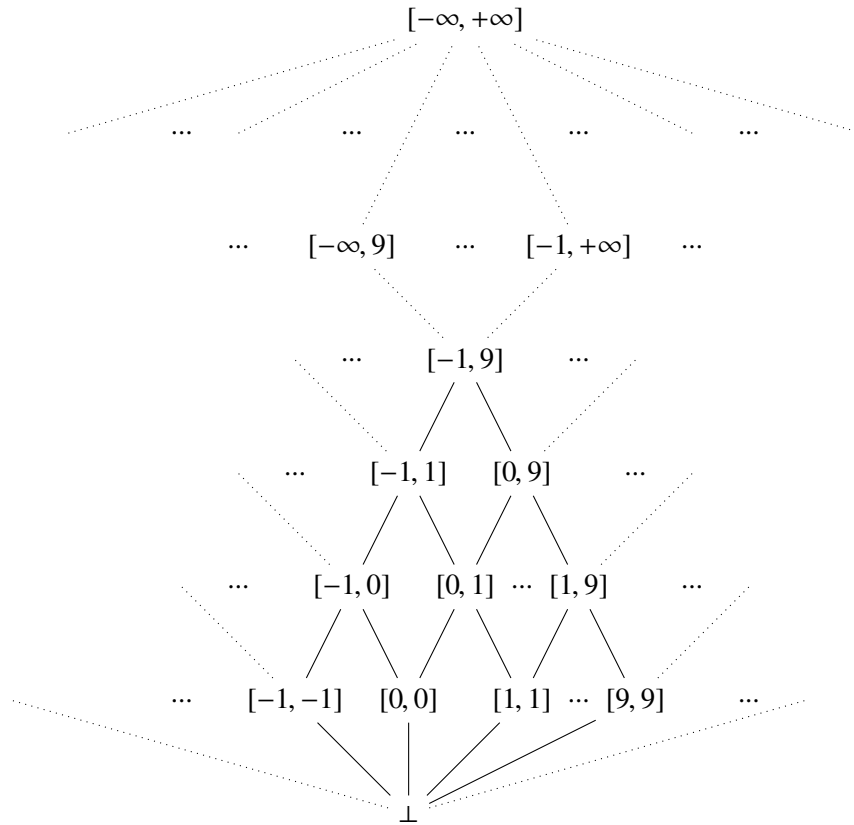 [−∞, +∞]
... ... ... ... ...
... [−∞, 9] ... [−1, +∞] ...
... [−1, 9] ...
... [−1, 1] [0, 9] ...
... [−1, 0] [0, 1] ... [1, 9] ...
... [−1, −1] [0, 0] [1, 1] ... [9, 9] ...
⊥